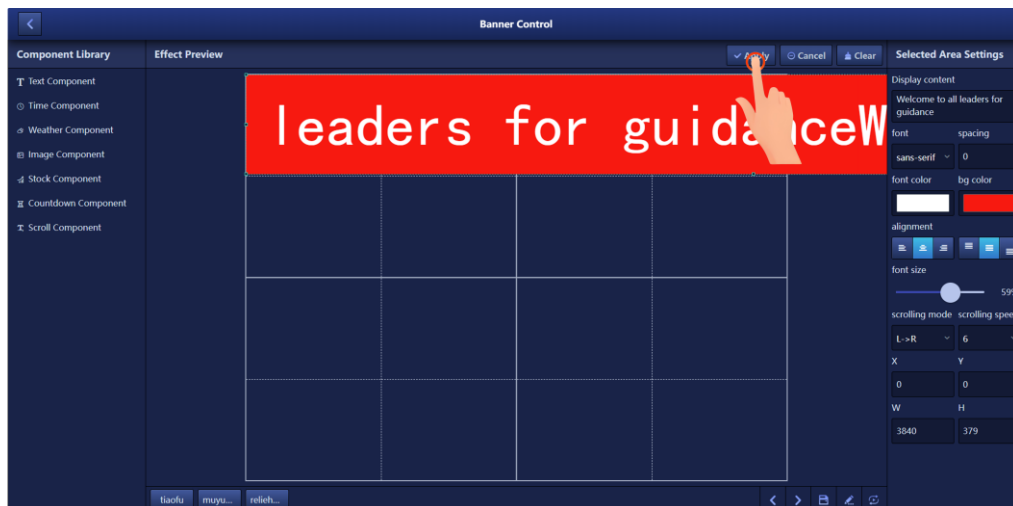 Banner Control
Component Library
Effect Preview
Apply
Cancel
Clear
Selected Area Settings
Text Component
Time Component
Weather Component
Image Component
Stock Component
Countdown Component
Scroll Component
leaders for guidanceW
Display content
Welcome to all leaders for
guidance
font spacing
sans-serif 0
font color bg color
alignment
font size
scrolling mode scrolling spee
L->R 6
X Y
0 0
W H
3840 379
tiaofu muyu... relieh...